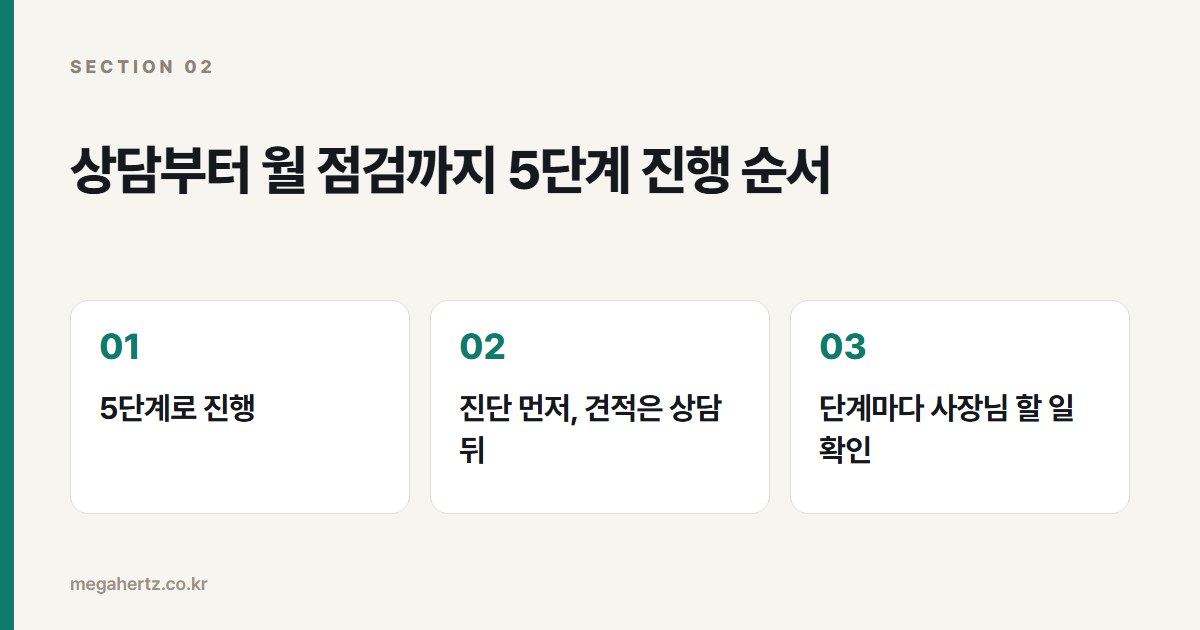 SECTION 02
상담부터 월 점검까지 5단계 진행 순서
01
5단계로 진행
02
진단 먼저, 견적은 상담
뒤
03
단계마다 사장님 할 일
확인
megahertz.co.kr